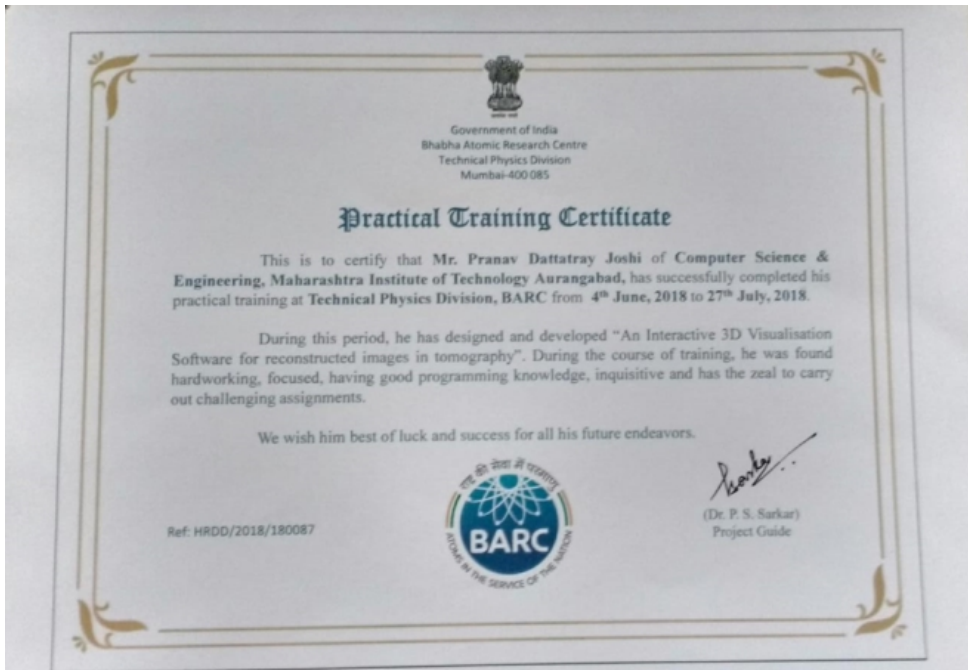 Government of India
Bhabha Atomic Research Centre
Technical Physics Division
Mumbai-400 085
Practical Training Certificate
This is to certify that Mr. Pranav Dattatray Joshi of Computer Science &
Engineering, Maharashtra Institute of Technology Aurangabad, has successfully completed his
practical training at Technical Physics Division, BARC from 4th June, 2018 to 27th July, 2018.
During this period, he has designed and developed “An Interactive 3D Visualisation
Software for reconstructed images in tomography”. During the course of training, he was found
hardworking, focused, having good programming knowledge, inquisitive and has the zeal to carry
out challenging assignments.
We wish him best of luck and success for all his future endeavors.
राष्ट्र की सेवा में परमाणु
BARC
ATOMS IN THE SERVICE OF THE NATION
Ref: HRDD/2018/180087
(Dr. P. S. Sarkar)
Project Guide